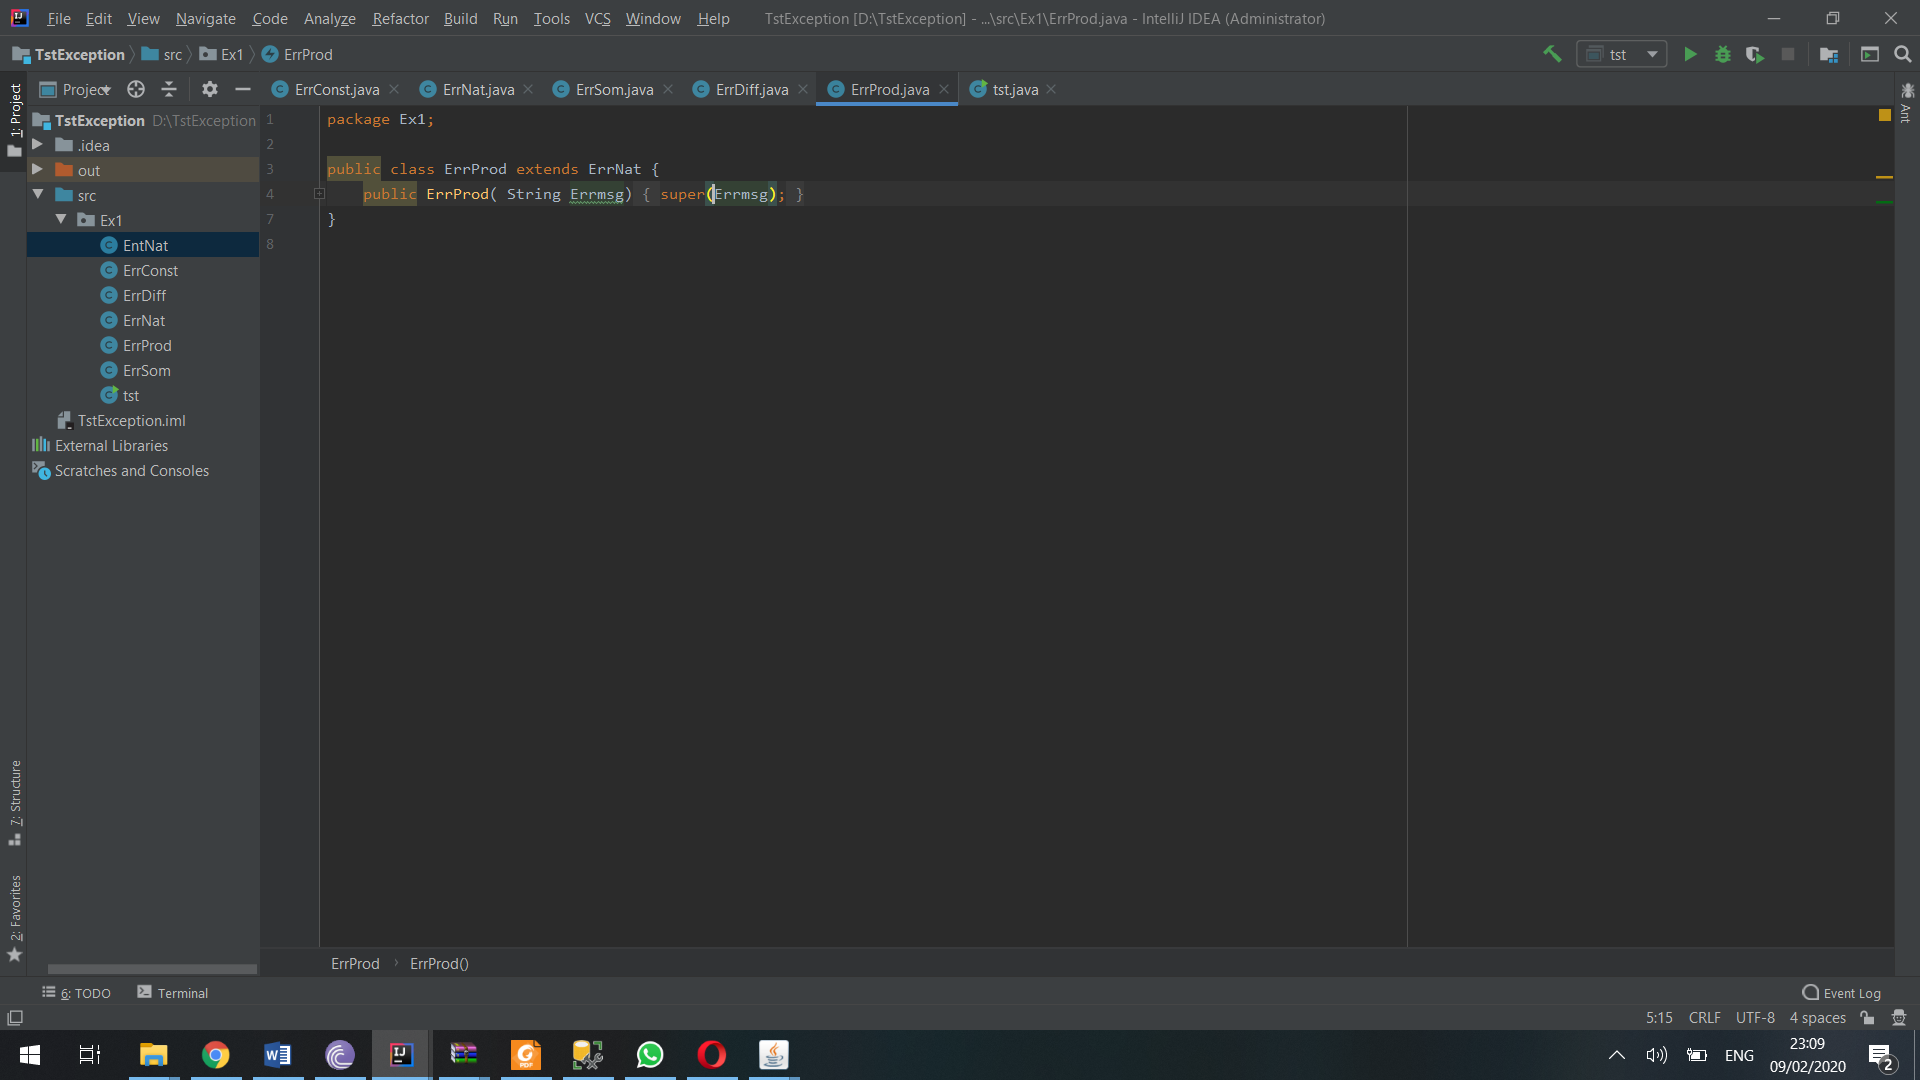 File Edit View Navigate Code Analyze Refactor Build Run Tools VCS Window Help TstException [D:\TstException] - ...\src\Ex1\ErrProd.java - IntelliJ IDEA (Administrator)
TstException src Ex1 ErrProd tst
Project ErrConst.java ErrNat.java ErrSom.java ErrDiff.java ErrProd.java tst.java
1: Project
Ant
TstException D:\TstException
.idea
out
src
Ex1
EntNat
ErrConst
ErrDiff
ErrNat
ErrProd
ErrSom
tst
TstException.iml
External Libraries
Scratches and Consoles
1 package Ex1;
2
3 public class ErrProd extends ErrNat {
4 public ErrProd( String Errmsg) { super(Errmsg); }
7 }
8
7: Structure
2: Favorites
ErrProd ErrProd()
6: TODO Terminal Event Log
5:15 CRLF UTF-8 4 spaces
ENG 23:09
09/02/2020
2